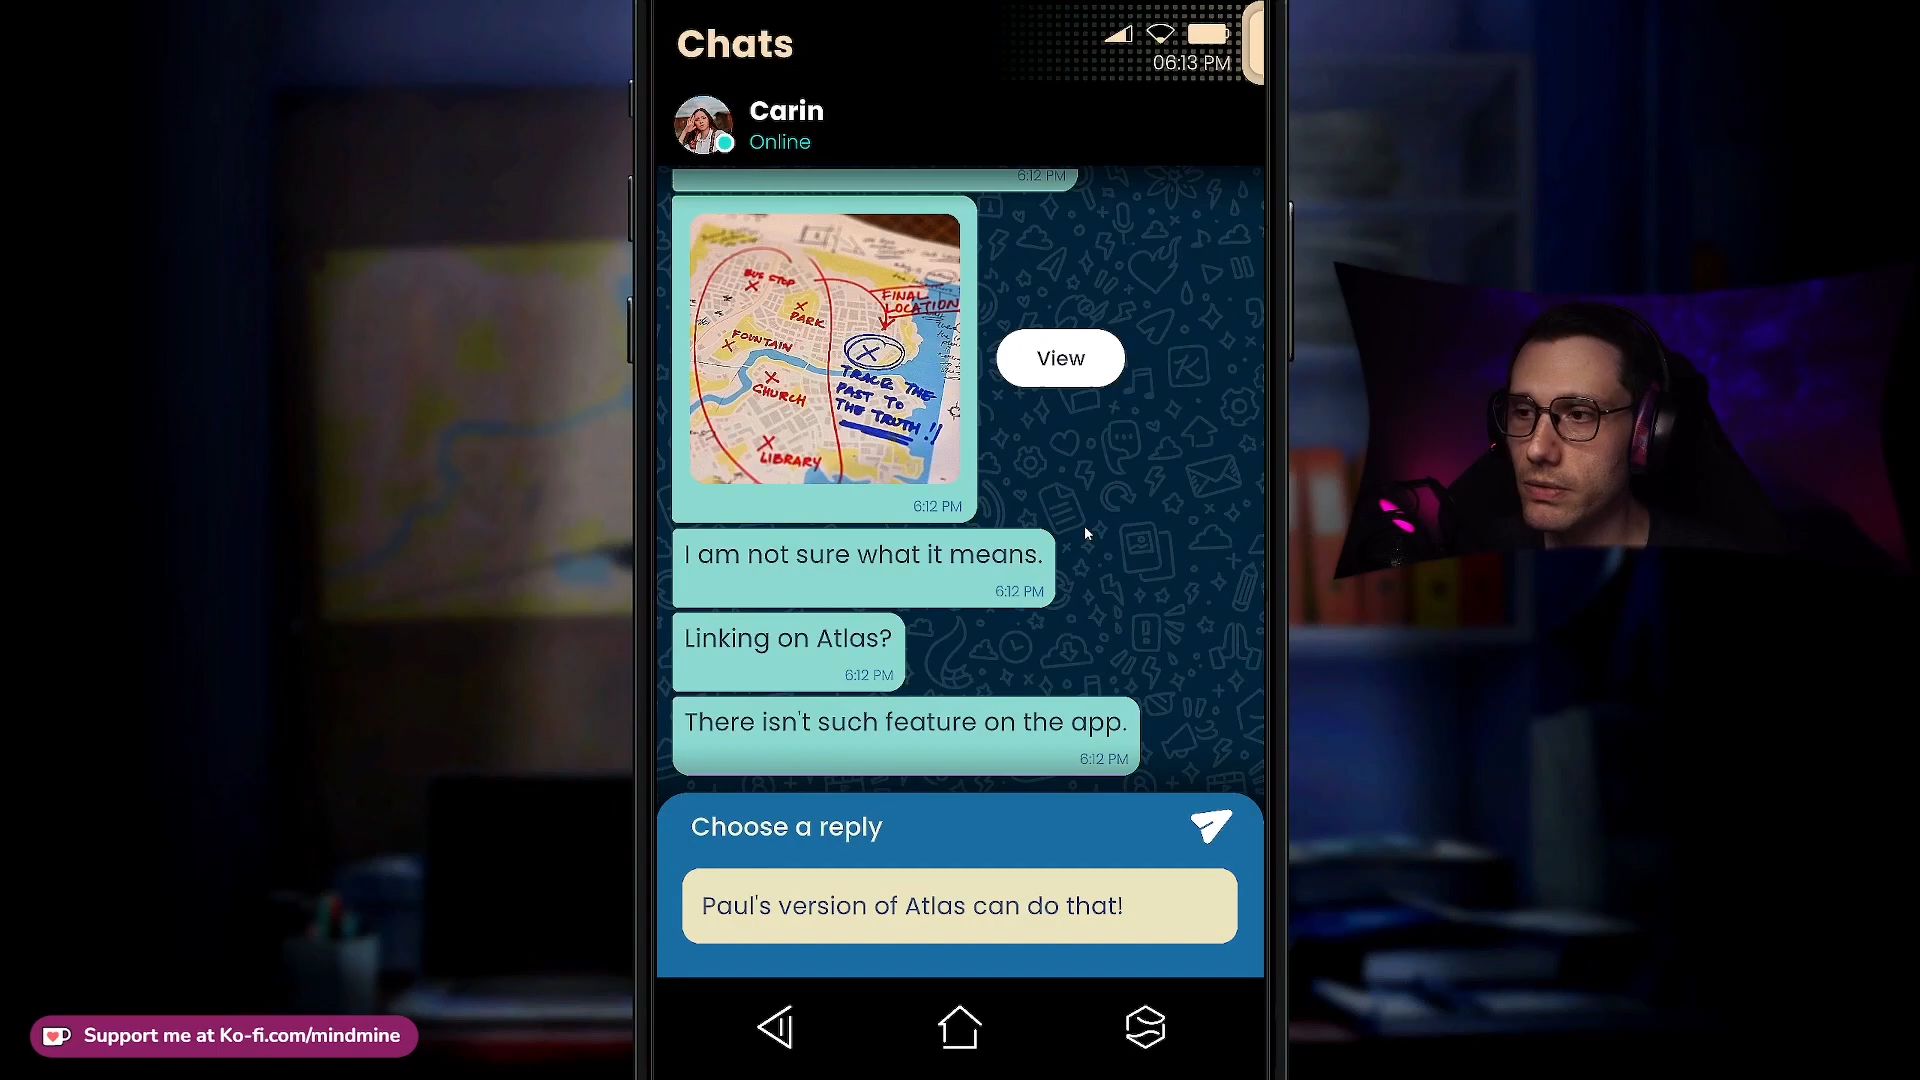 Chats
06:13 PM
Carin
Online
6:12 PM
BUS STOP
PARK
FINAL
LOCATION
FOUNTAIN
CHURCH
TRACE THE
PAST TO
THE TRUTH!!
LIBRARY
View
6:12 PM
I am not sure what it means.
6:12 PM
Linking on Atlas?
6:12 PM
There isn't such feature on the app.
6:12 PM
Choose a reply
Paul's version of Atlas can do that!
Support me at Ko-fi.com/mindmine